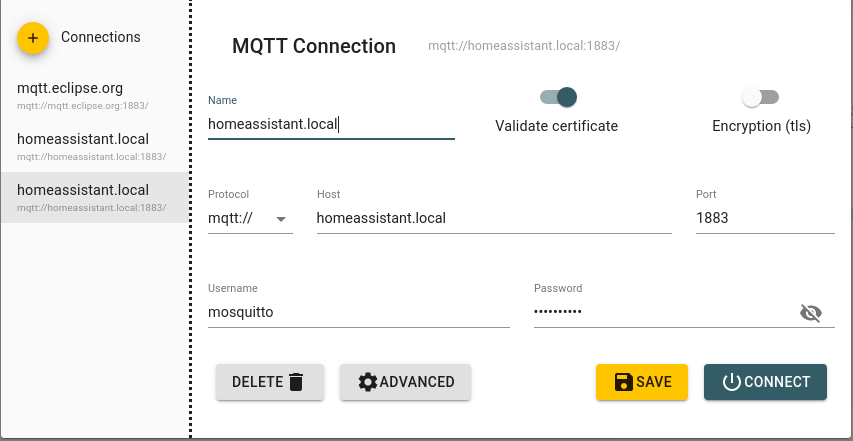 + Connections
mqtt.eclipse.org
mqtt://mqtt.eclipse.org:1883/
homeassistant.local
mqtt://homeassistant.local:1883/
homeassistant.local
mqtt://homeassistant.local:1883/
MQTT Connection mqtt://homeassistant.local:1883/
Name
homeassistant.local
Validate certificate
Encryption (tls)
Protocol Host Port
mqtt:// homeassistant.local 1883
Username Password
mosquitto ••••••••••
DELETE ADVANCED SAVE CONNECT